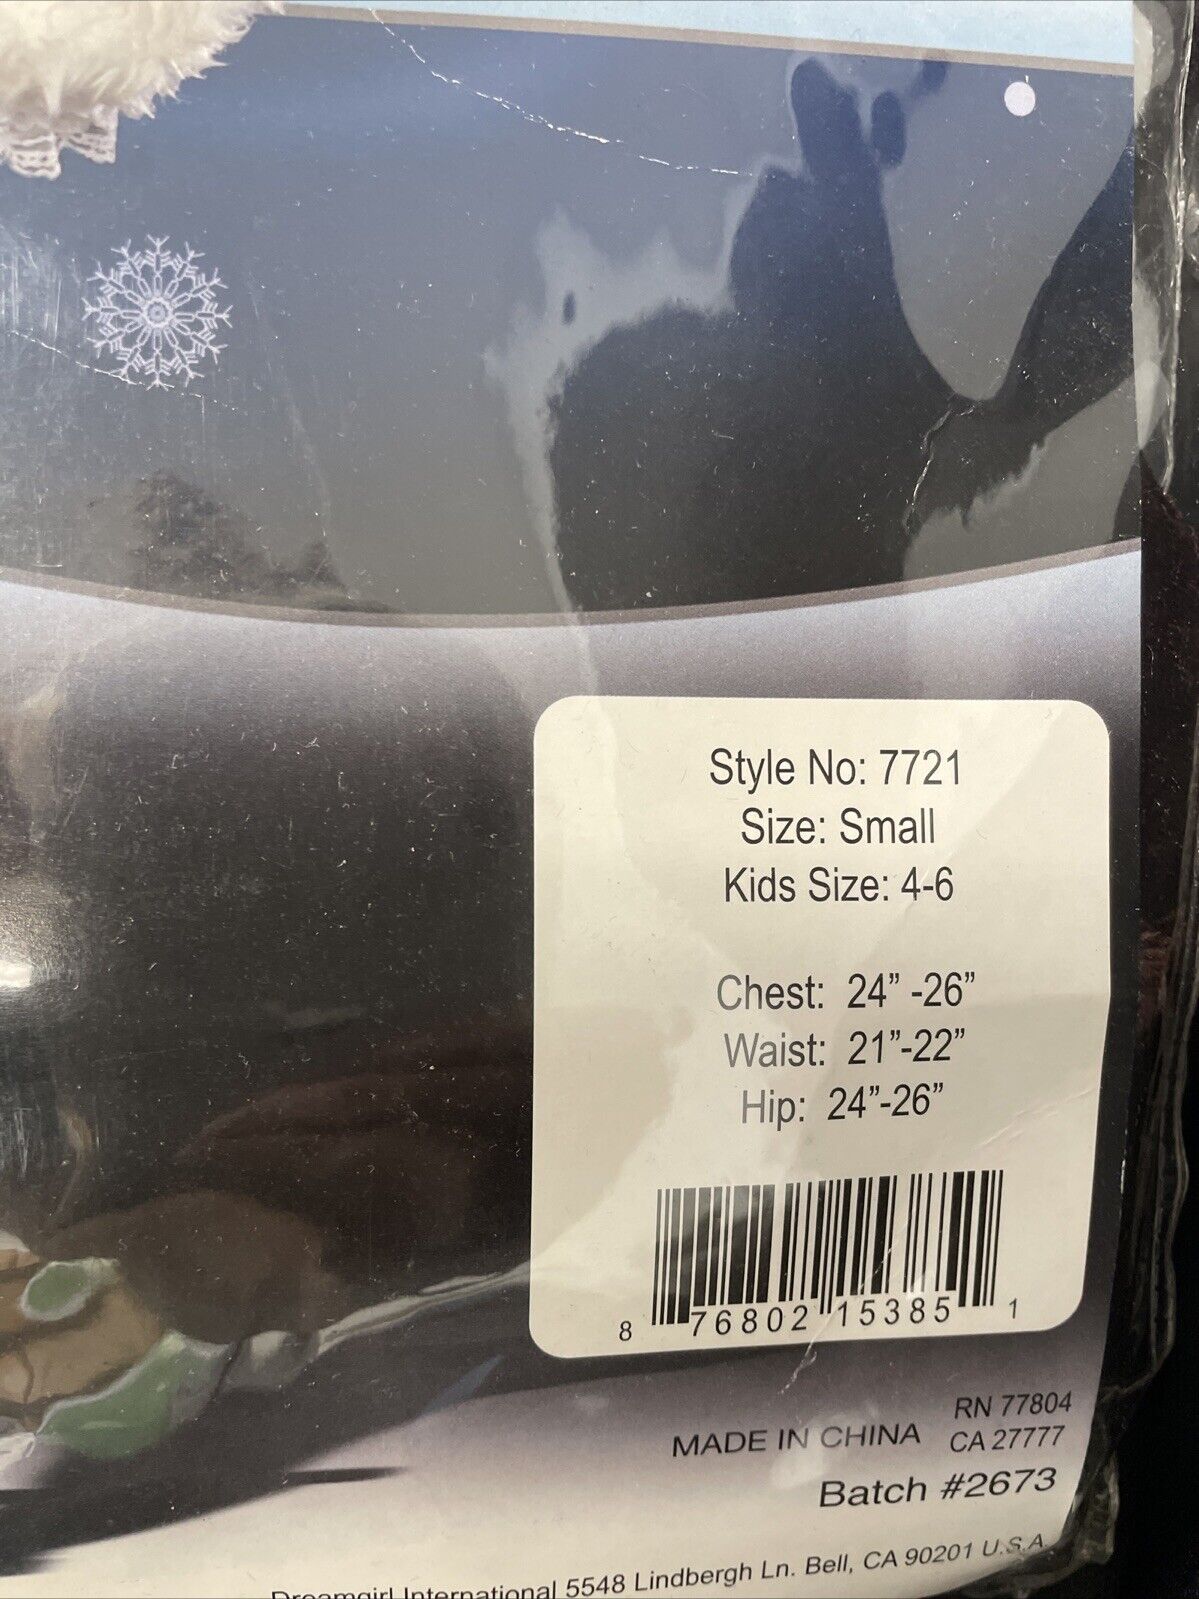 Style No: 7721
Size: Small
Kids Size: 4-6
Chest: 24” -26”
Waist: 21”-22”
Hip: 24”-26”
8 76802 15385 1
RN 77804
MADE IN CHINA CA 27777
Batch #2673
Dreamgirl International 5548 Lindbergh Ln. Bell, CA 90201 U.S.A